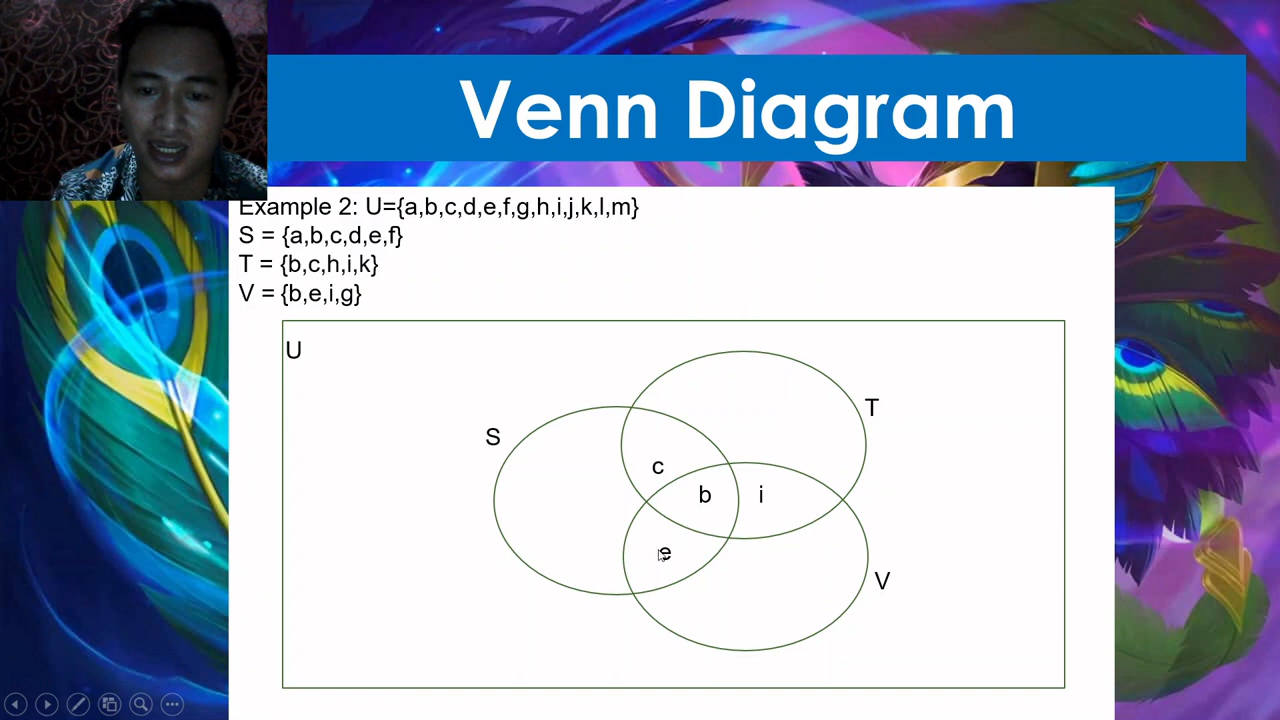 Venn Diagram
Example 2: U={a,b,c,d,e,f,g,h,i,j,k,l,m}
S = {a,b,c,d,e,f}
T = {b,c,h,i,k}
V = {b,e,i,g}
U
T
S
c
b i
e
V